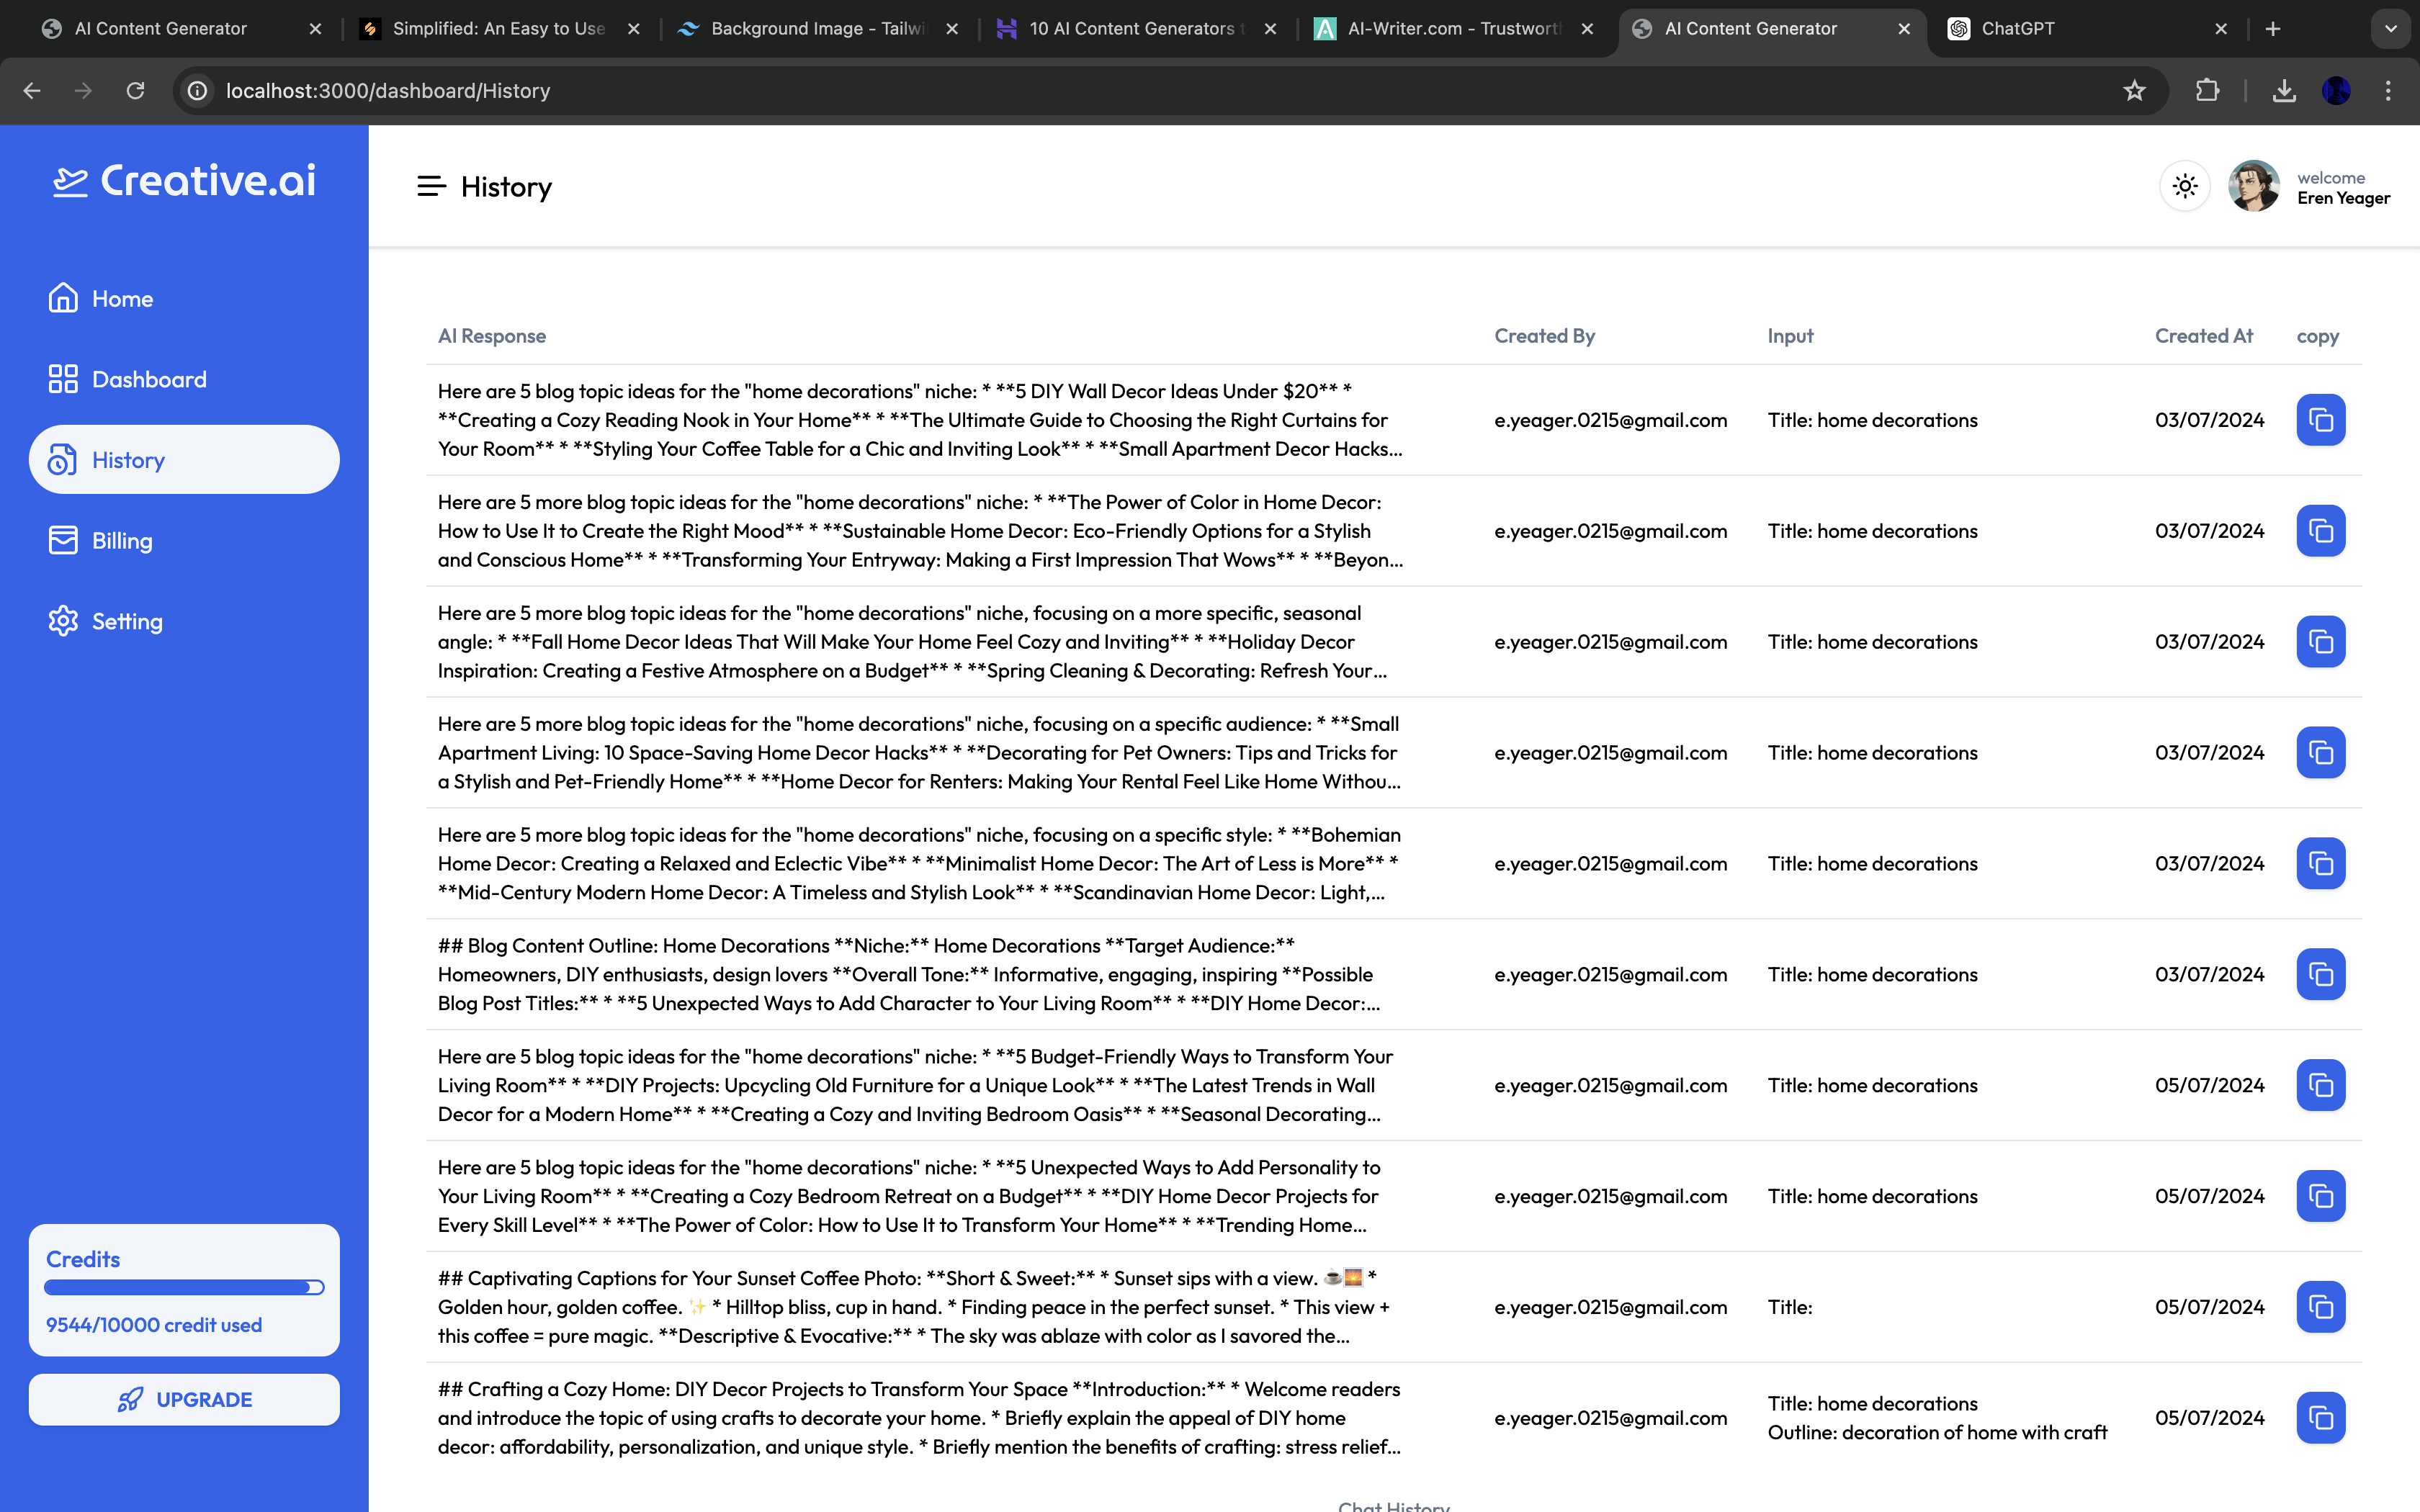 AI Content Generator
Simplified: An Easy to Use
Background Image - Tailwi
10 AI Content Generators t
AI-Writer.com - Trustwort
AI Content Generator
ChatGPT
localhost:3000/dashboard/History
Creative.ai
History
welcome
Eren Yeager
Home
Dashboard
History
Billing
Setting
Credits
9544/10000 credit used
UPGRADE
AI Response
Created By
Input
Created At
copy
Here are 5 blog topic ideas for the "home decorations" niche: * **5 DIY Wall Decor Ideas Under $20** *
**Creating a Cozy Reading Nook in Your Home** * **The Ultimate Guide to Choosing the Right Curtains for
Your Room** * **Styling Your Coffee Table for a Chic and Inviting Look** * **Small Apartment Decor Hacks...
e.yeager.0215@gmail.com
Title: home decorations
03/07/2024
Here are 5 more blog topic ideas for the "home decorations" niche: * **The Power of Color in Home Decor:
How to Use It to Create the Right Mood** * **Sustainable Home Decor: Eco-Friendly Options for a Stylish
and Conscious Home** * **Transforming Your Entryway: Making a First Impression That Wows** * **Beyon...
e.yeager.0215@gmail.com
Title: home decorations
03/07/2024
Here are 5 more blog topic ideas for the "home decorations" niche, focusing on a more specific, seasonal
angle: * **Fall Home Decor Ideas That Will Make Your Home Feel Cozy and Inviting** * **Holiday Decor
Inspiration: Creating a Festive Atmosphere on a Budget** * **Spring Cleaning & Decorating: Refresh Your...
e.yeager.0215@gmail.com
Title: home decorations
03/07/2024
Here are 5 more blog topic ideas for the "home decorations" niche, focusing on a specific audience: * **Small
Apartment Living: 10 Space-Saving Home Decor Hacks** * **Decorating for Pet Owners: Tips and Tricks for
a Stylish and Pet-Friendly Home** * **Home Decor for Renters: Making Your Rental Feel Like Home Withou...
e.yeager.0215@gmail.com
Title: home decorations
03/07/2024
Here are 5 more blog topic ideas for the "home decorations" niche, focusing on a specific style: * **Bohemian
Home Decor: Creating a Relaxed and Eclectic Vibe** * **Minimalist Home Decor: The Art of Less is More** *
**Mid-Century Modern Home Decor: A Timeless and Stylish Look** * **Scandinavian Home Decor: Light,...
e.yeager.0215@gmail.com
Title: home decorations
03/07/2024
## Blog Content Outline: Home Decorations **Niche:** Home Decorations **Target Audience:**
Homeowners, DIY enthusiasts, design lovers **Overall Tone:** Informative, engaging, inspiring **Possible
Blog Post Titles:** * **5 Unexpected Ways to Add Character to Your Living Room** * **DIY Home Decor:...
e.yeager.0215@gmail.com
Title: home decorations
03/07/2024
Here are 5 blog topic ideas for the "home decorations" niche: * **5 Budget-Friendly Ways to Transform Your
Living Room** * **DIY Projects: Upcycling Old Furniture for a Unique Look** * **The Latest Trends in Wall
Decor for a Modern Home** * **Creating a Cozy and Inviting Bedroom Oasis** * **Seasonal Decorating...
e.yeager.0215@gmail.com
Title: home decorations
05/07/2024
Here are 5 blog topic ideas for the "home decorations" niche: * **5 Unexpected Ways to Add Personality to
Your Living Room** * **Creating a Cozy Bedroom Retreat on a Budget** * **DIY Home Decor Projects for
Every Skill Level** * **The Power of Color: How to Use It to Transform Your Home** * **Trending Home...
e.yeager.0215@gmail.com
Title: home decorations
05/07/2024
## Captivating Captions for Your Sunset Coffee Photo: **Short & Sweet:** * Sunset sips with a view. ☕🌅 *
Golden hour, golden coffee. ✨ * Hilltop bliss, cup in hand. * Finding peace in the perfect sunset. * This view +
this coffee = pure magic. **Descriptive & Evocative:** * The sky was ablaze with color as I savored the...
e.yeager.0215@gmail.com
Title:
05/07/2024
## Crafting a Cozy Home: DIY Decor Projects to Transform Your Space **Introduction:** * Welcome readers
and introduce the topic of using crafts to decorate your home. * Briefly explain the appeal of DIY home
decor: affordability, personalization, and unique style. * Briefly mention the benefits of crafting: stress relief...
e.yeager.0215@gmail.com
Title: home decorations
Outline: decoration of home with craft
05/07/2024
Chat History